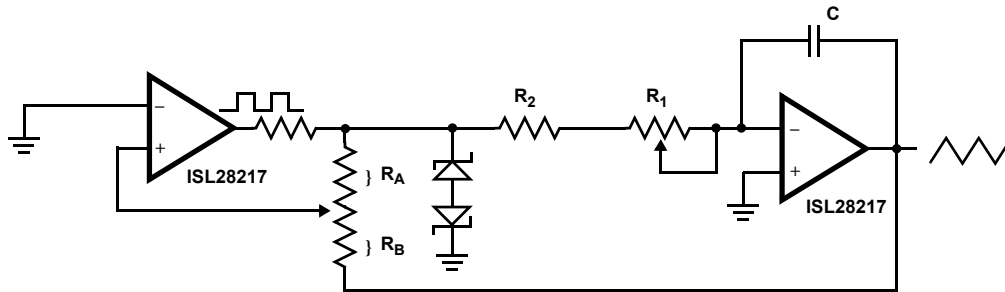 C
R2
R1
−
+
ISL28217
} RA
} RB
−
+
ISL28217